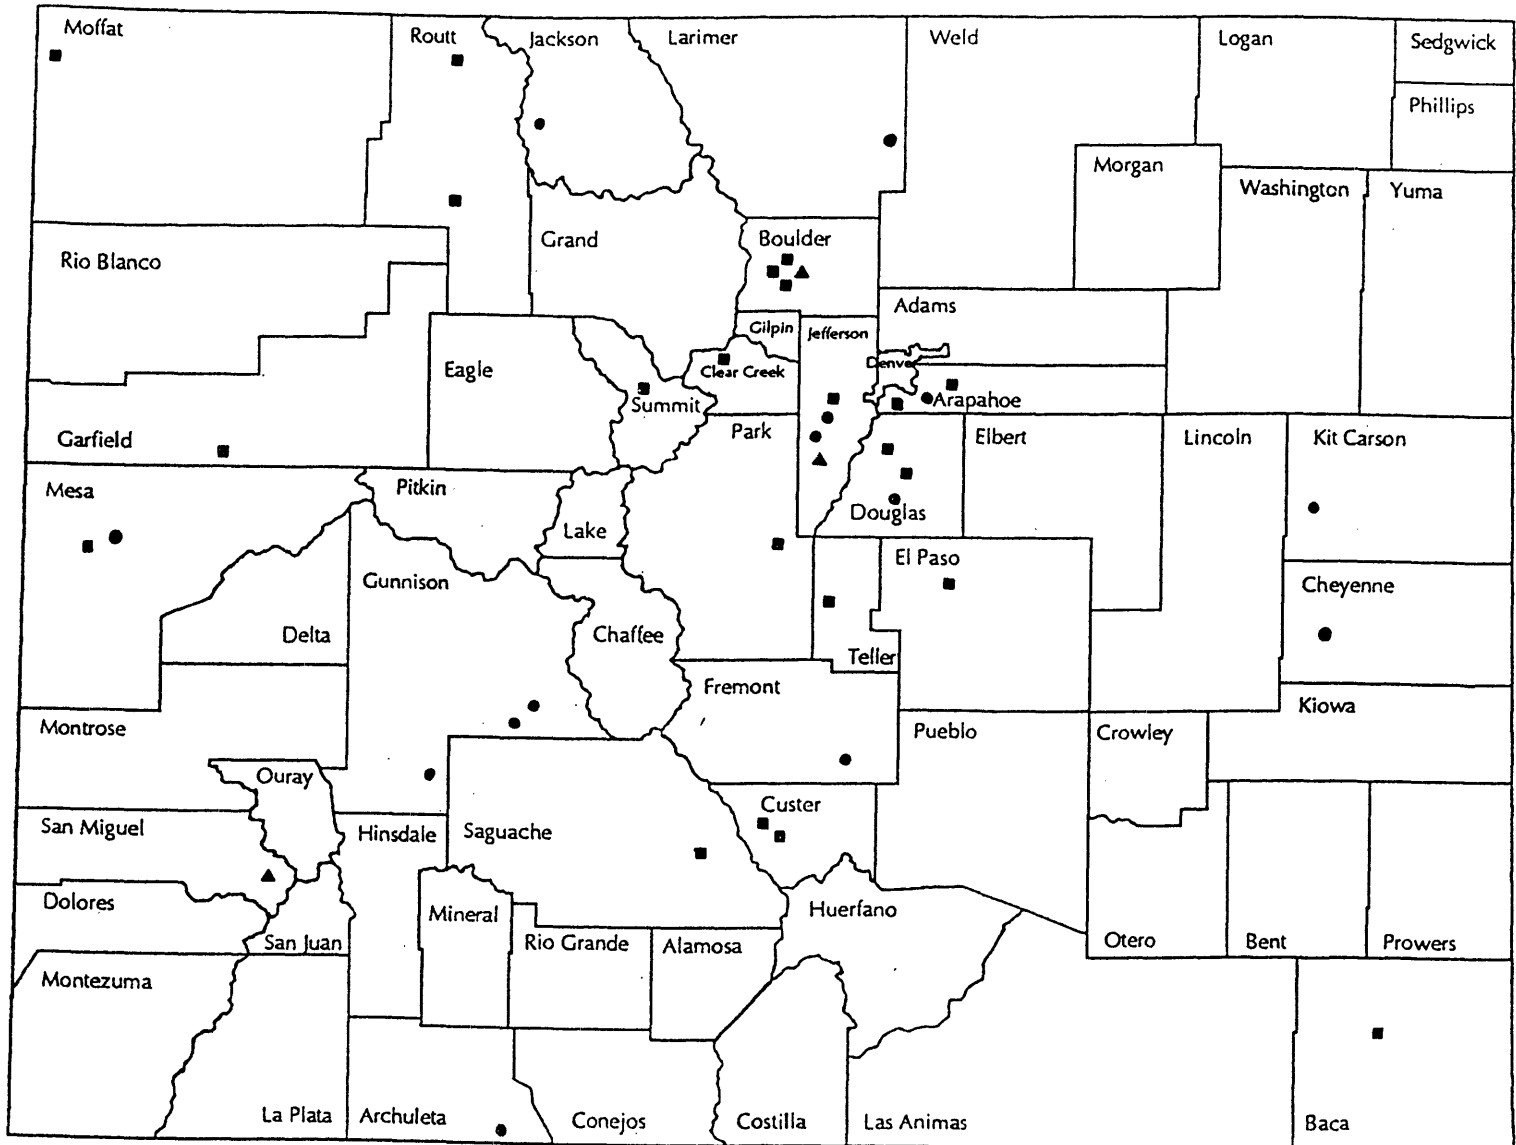 Moffat
Routt
Jackson
Larimer
Weld
Logan
Sedgwick
Phillips
Morgan
Washington
Yuma
Rio Blanco
Grand
Boulder
Adams
Gilpin
Jefferson
Eagle
Clear Creek
Denve
Summit
Arapahoe
Garfield
Park
Elbert
Lincoln
Kit Carson
Mesa
Pitkin
Lake
Douglas
Gunnison
El Paso
Cheyenne
Delta
Chaffee
Teller
Fremont
Kiowa
Montrose
Pueblo
Crowley
Ouray
Custer
San Miguel
Hinsdale
Saguache
Dolores
Mineral
Huerfano
San Juan
Rio Grande
Alamosa
Otero
Bent
Prowers
Montezuma
La Plata
Archuleta
Conejos
Costilla
Las Animas
Baca